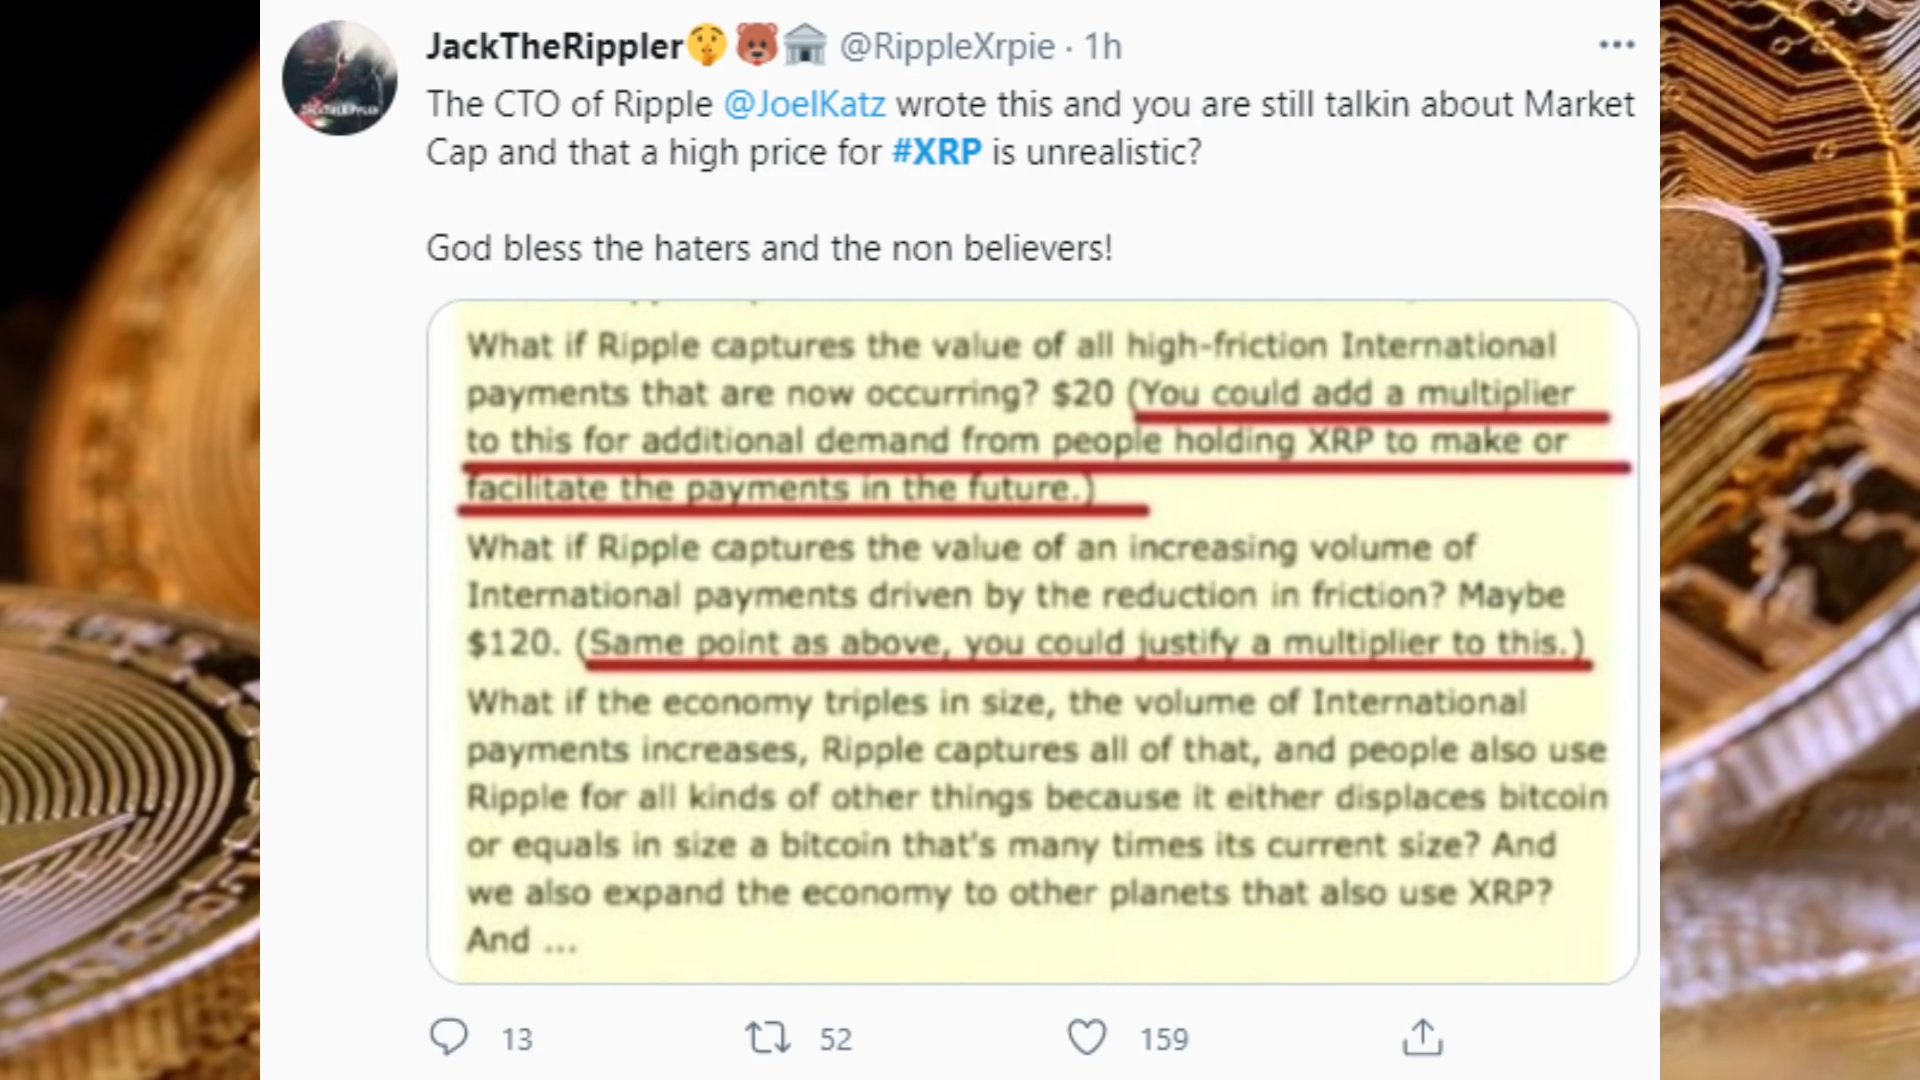 JackTheRippler🤫🐻🏛 @RippleXrpie · 1h
The CTO of Ripple @JoelKatz wrote this and you are still talkin about Market
Cap and that a high price for #XRP is unrealistic?
God bless the haters and the non believers!
What if Ripple captures the value of all high-friction International
payments that are now occurring? $20 (You could add a multiplier
to this for additional demand from people holding XRP to make or
facilitate the payments in the future.)
What if Ripple captures the value of an increasing volume of
International payments driven by the reduction in friction? Maybe
$120. (Same point as above, you could justify a multiplier to this.)
What if the economy triples in size, the volume of International
payments increases, Ripple captures all of that, and people also use
Ripple for all kinds of other things because it either displaces bitcoin
or equals in size a bitcoin that's many times its current size? And
we also expand the economy to other planets that also use XRP?
And ...
13 52 159